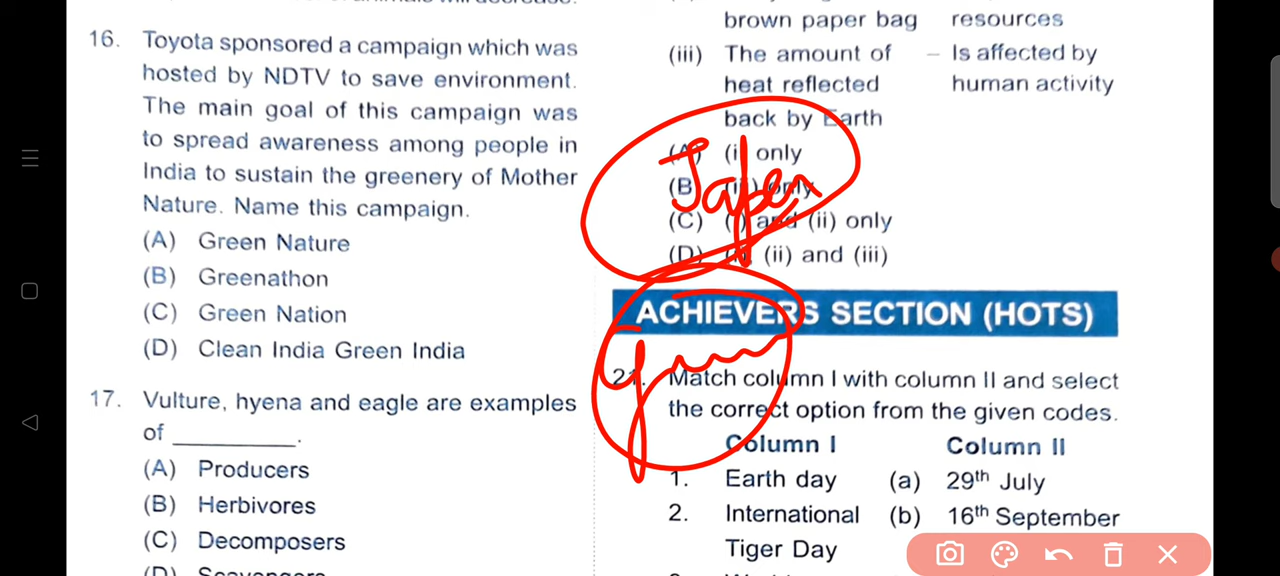 16. Toyota sponsored a campaign which was
hosted by NDTV to save environment.
The main goal of this campaign was
to spread awareness among people in
India to sustain the greenery of Mother
Nature. Name this campaign.
(A) Green Nature
(B) Greenathon
(C) Green Nation
(D) Clean India Green India
17. Vulture, hyena and eagle are examples
of ________.
(A) Producers
(B) Herbivores
(C) Decomposers
brown paper bag resources
(iii) The amount of – Is affected by
heat reflected human activity
back by Earth
(A) (i) only
(B) (ii) only
(C) (i) and (ii) only
(D) (ii) and (iii)
Japan
ACHIEVERS SECTION (HOTS)
21. Match column I with column II and select
the correct option from the given codes.
Column I Column II
1. Earth day (a) 29th July
2. International (b) 16th September
Tiger Day